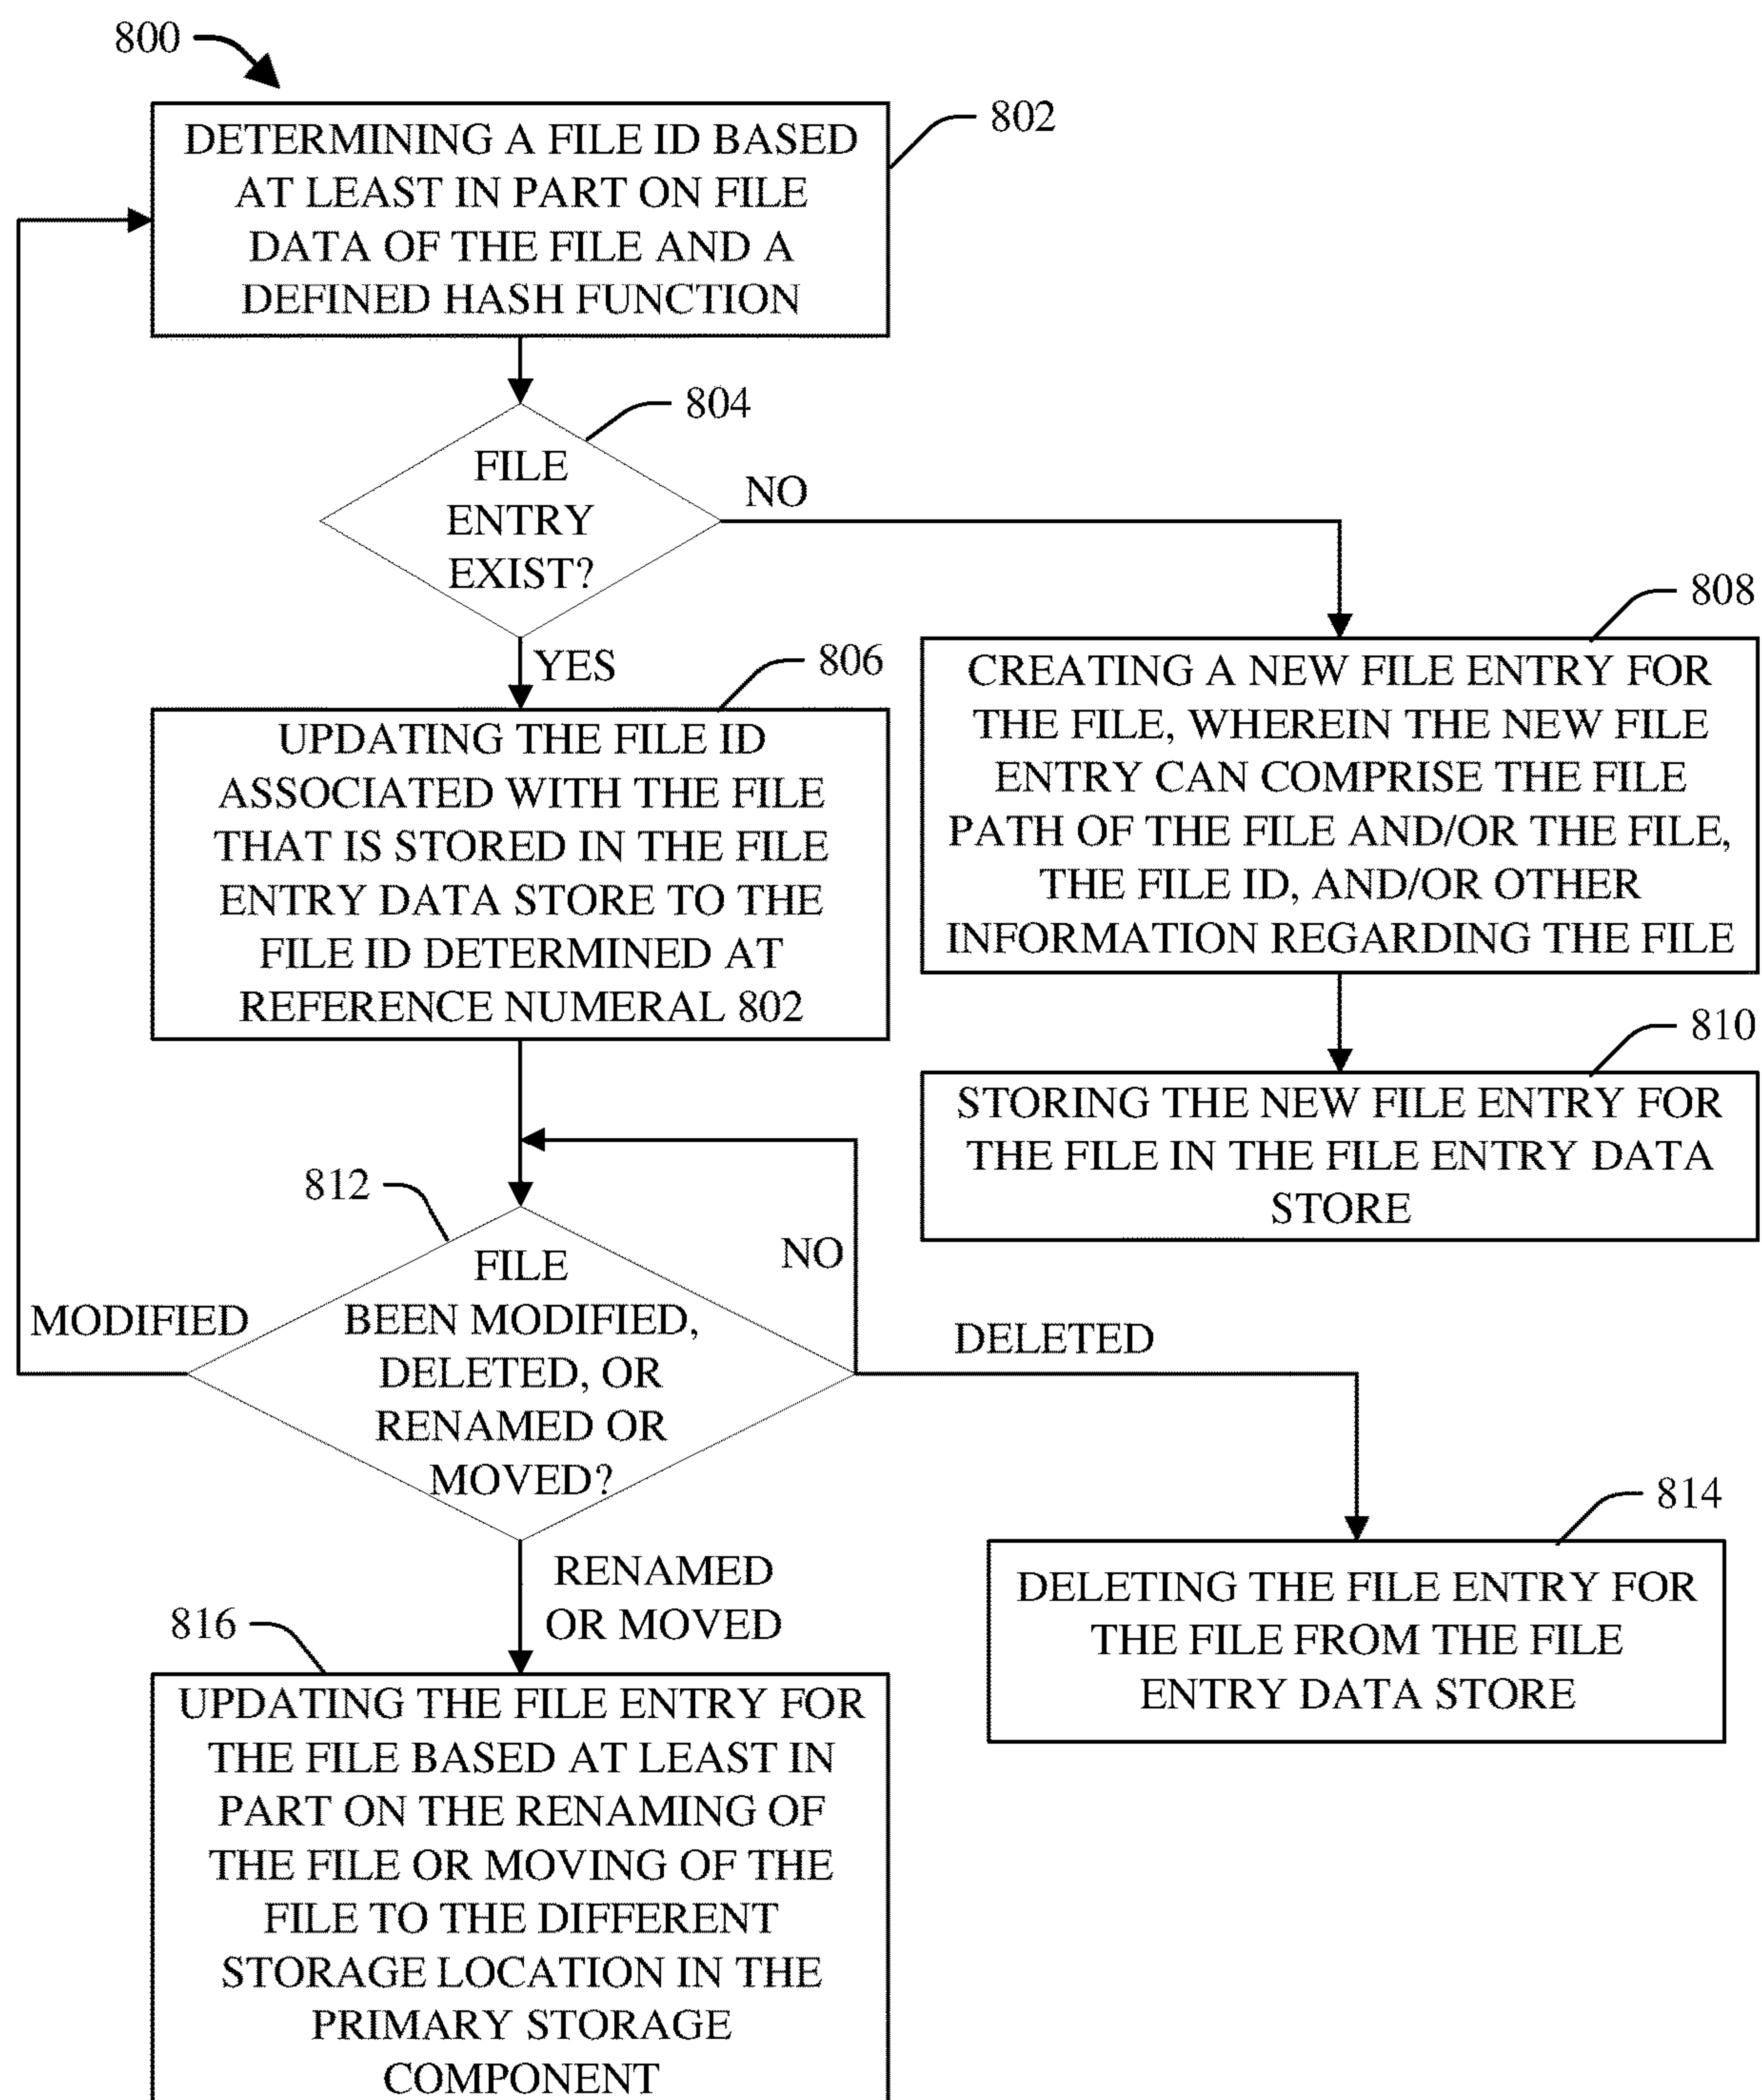 800
802
DETERMINING A FILE ID BASED
AT LEAST IN PART ON FILE
DATA OF THE FILE AND A
DEFINED HASH FUNCTION
804
FILE
ENTRY
EXIST?
NO
YES
806
UPDATING THE FILE ID
ASSOCIATED WITH THE FILE
THAT IS STORED IN THE FILE
ENTRY DATA STORE TO THE
FILE ID DETERMINED AT
REFERENCE NUMERAL 802
808
CREATING A NEW FILE ENTRY FOR
THE FILE, WHEREIN THE NEW FILE
ENTRY CAN COMPRISE THE FILE
PATH OF THE FILE AND/OR THE FILE,
THE FILE ID, AND/OR OTHER
INFORMATION REGARDING THE FILE
810
STORING THE NEW FILE ENTRY FOR
THE FILE IN THE FILE ENTRY DATA
STORE
812
FILE
BEEN MODIFIED,
DELETED, OR
RENAMED OR
MOVED?
NO
MODIFIED
DELETED
814
DELETING THE FILE ENTRY FOR
THE FILE FROM THE FILE
ENTRY DATA STORE
RENAMED
OR MOVED
816
UPDATING THE FILE ENTRY FOR
THE FILE BASED AT LEAST IN
PART ON THE RENAMING OF
THE FILE OR MOVING OF THE
FILE TO THE DIFFERENT
STORAGE LOCATION IN THE
PRIMARY STORAGE
COMPONENT